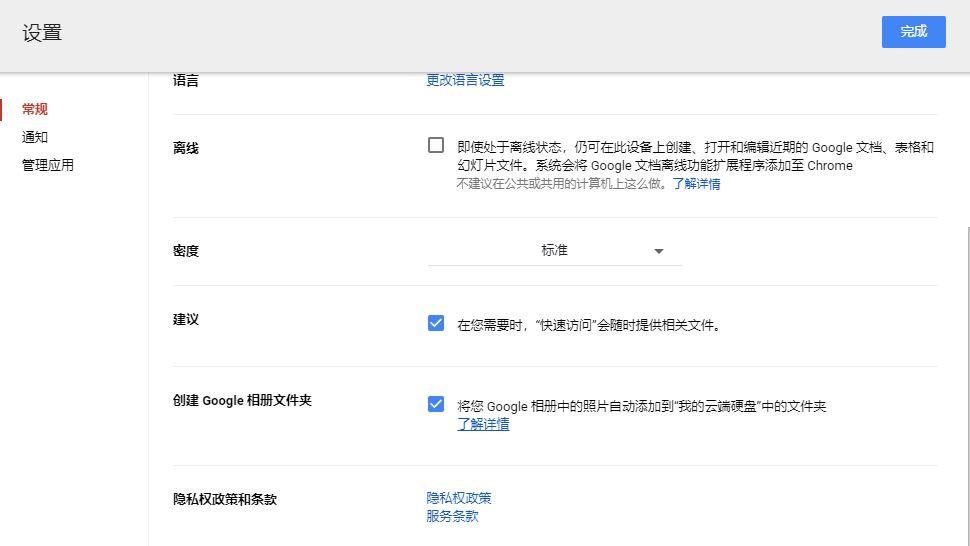 设置
完成
语言
更改语言设置
常规
通知
管理应用
离线
即使处于离线状态，仍可在此设备上创建、打开和编辑近期的 Google 文档、表格和
幻灯片文件。系统会将 Google 文档离线功能扩展程序添加至 Chrome
不建议在公共或共用的计算机上这么做。了解详情
密度
标准
建议
在您需要时，“快速访问”会随时提供相关文件。
创建 Google 相册文件夹
将您 Google 相册中的照片自动添加到“我的云端硬盘”中的文件夹
了解详情
隐私权政策和条款
隐私权政策
服务条款